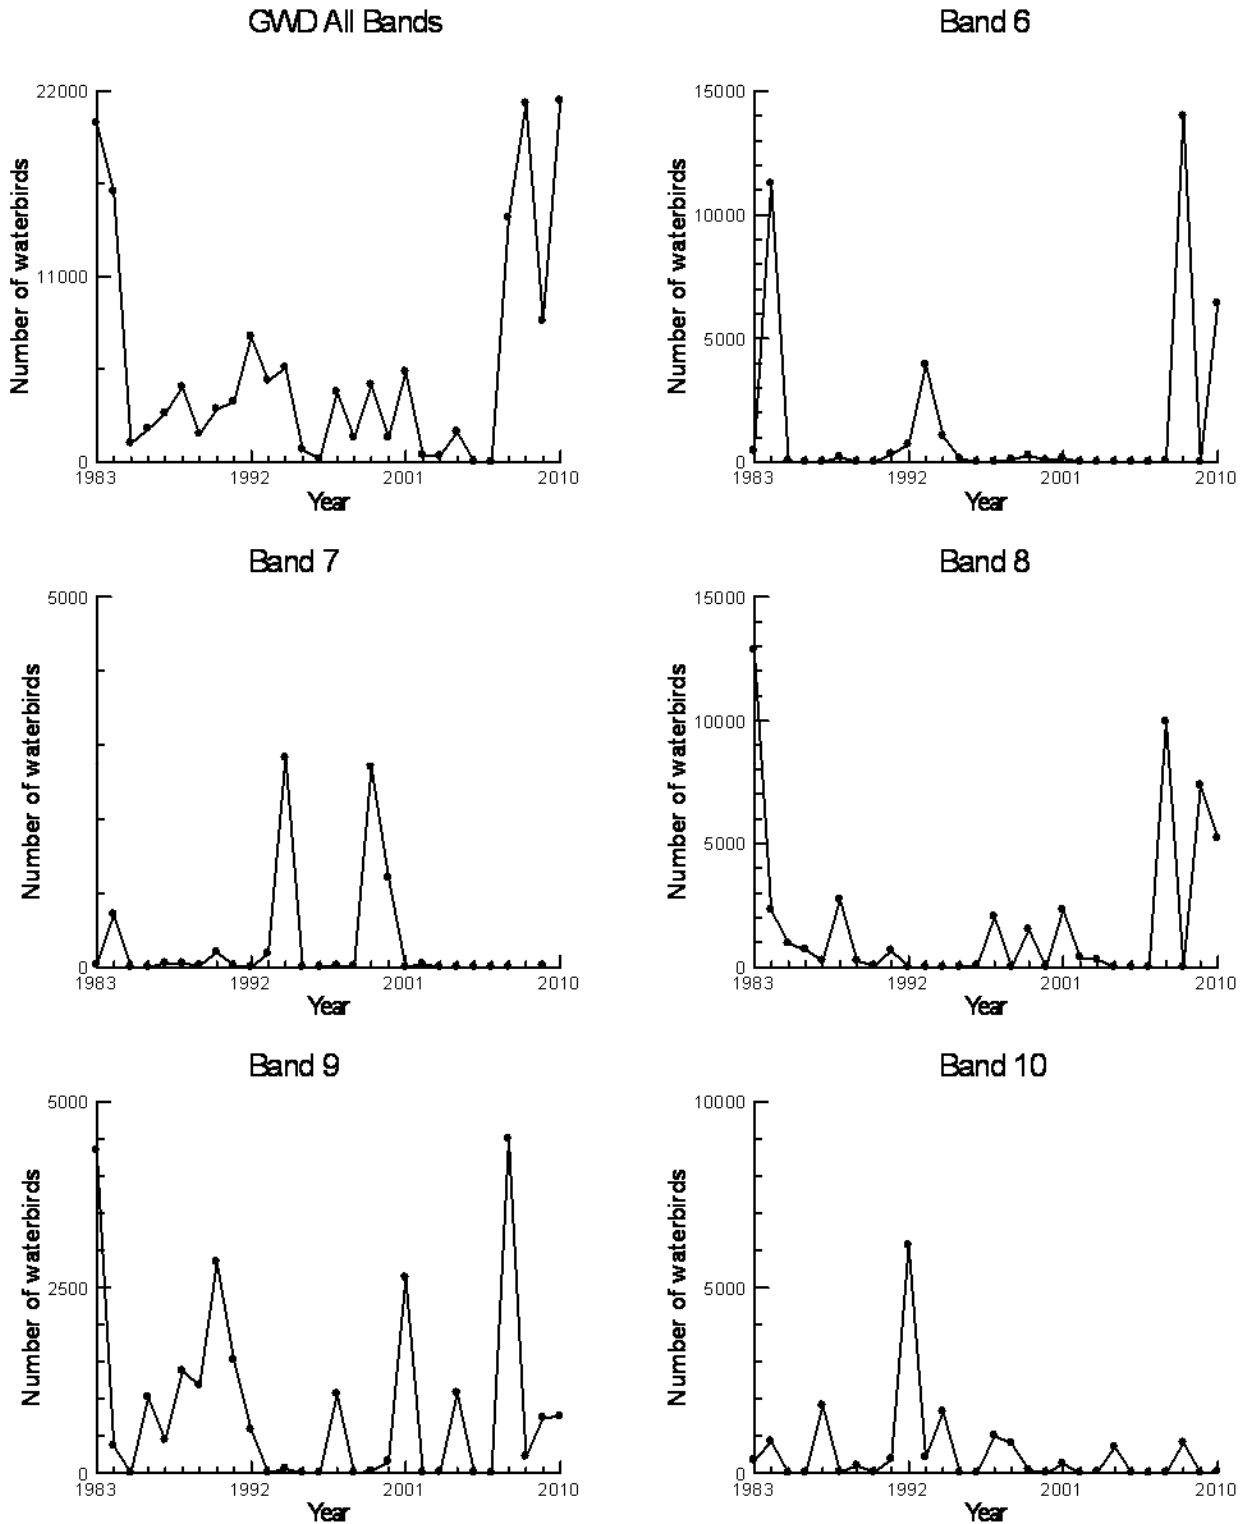 GWD All Bands
Band 6
22000
11000
0
1983
1992
2001
2010
Number of waterbirds
Year
15000
10000
5000
0
1983
1992
2001
2010
Number of waterbirds
Year
Band 7
Band 8
5000
0
1983
1992
2001
2010
Number of waterbirds
Year
15000
10000
5000
0
1983
1992
2001
2010
Number of waterbirds
Year
Band 9
Band 10
5000
2500
0
1983
1992
2001
2010
Number of waterbirds
Year
10000
5000
0
1983
1992
2001
2010
Number of waterbirds
Year